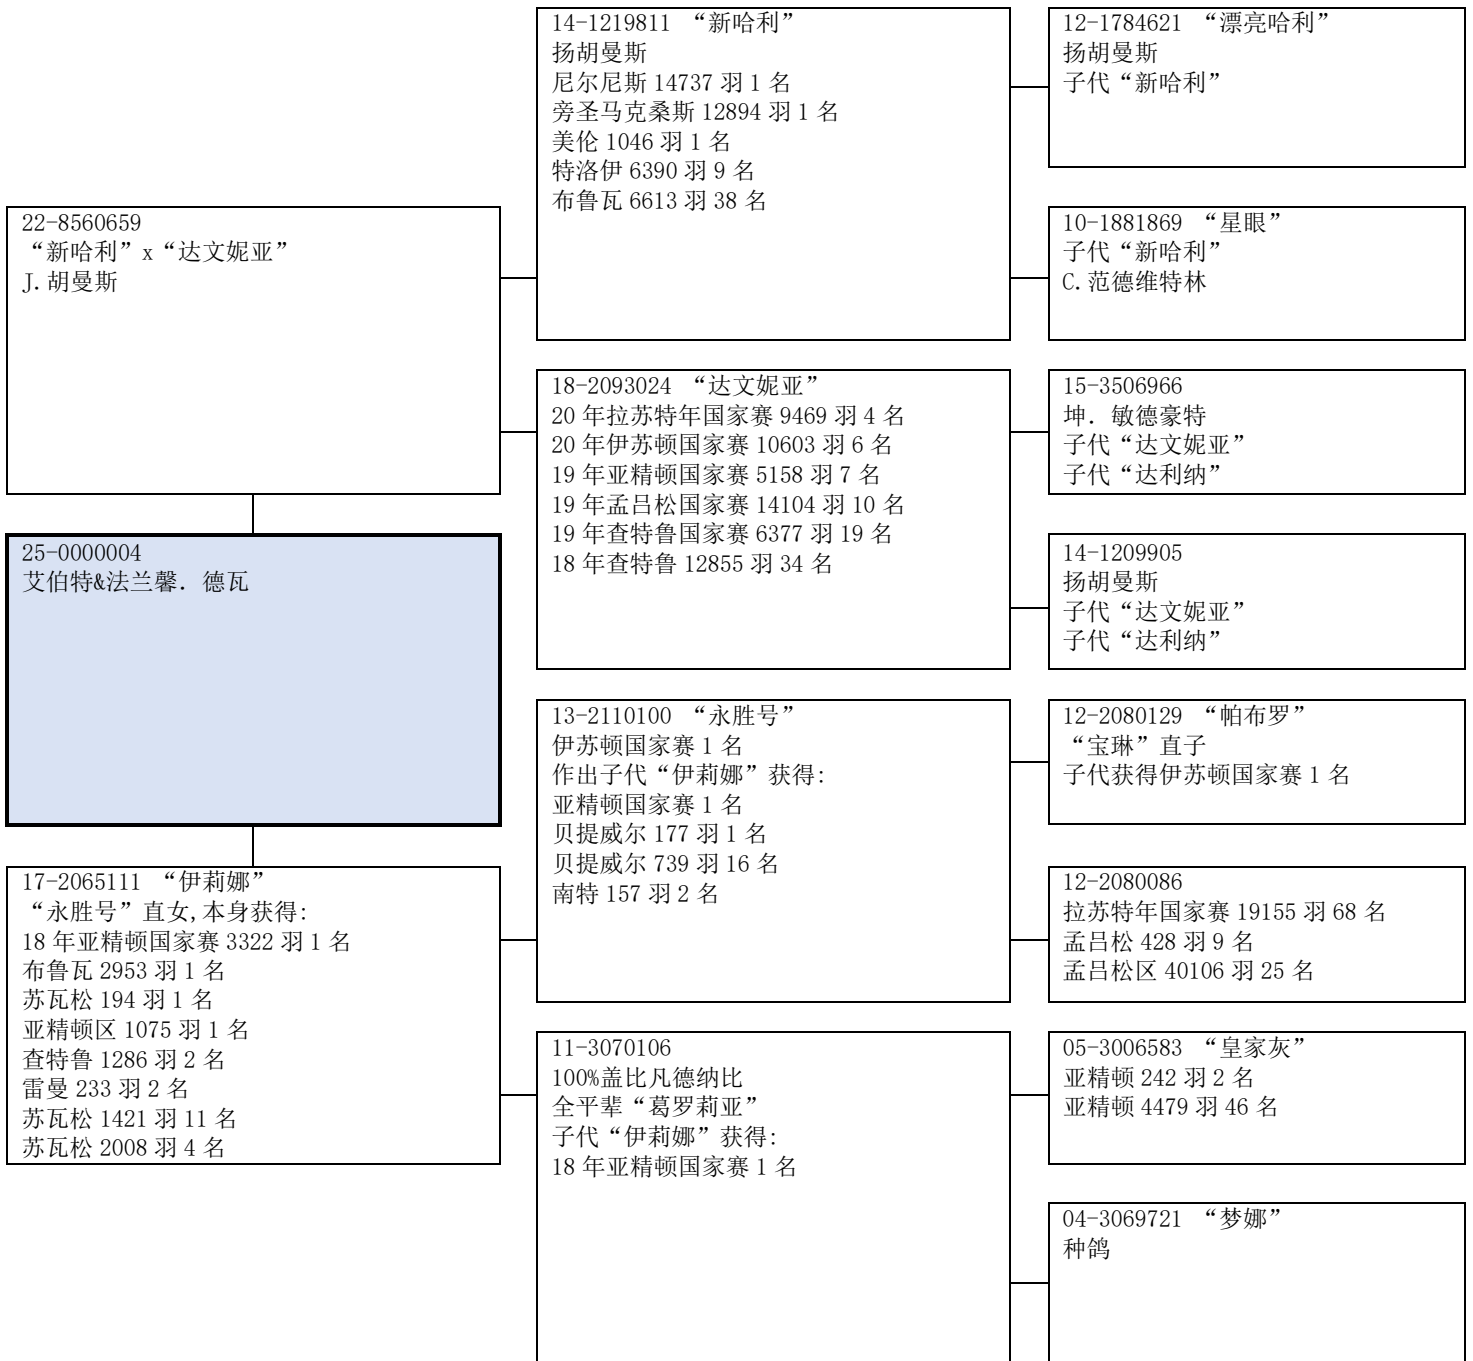 22-8560659
“新哈利”x“达文妮亚”
J.胡曼斯
25-0000004
艾伯特&法兰馨．德瓦
17-2065111 “伊莉娜”
“永胜号”直女,本身获得:
18 年亚精顿国家赛 3322 羽 1 名
布鲁瓦 2953 羽 1 名
苏瓦松 194 羽 1 名
亚精顿区 1075 羽 1 名
查特鲁 1286 羽 2 名
雷曼 233 羽 2 名
苏瓦松 1421 羽 11 名
苏瓦松 2008 羽 4 名
14-1219811 “新哈利”
扬胡曼斯
尼尔尼斯 14737 羽 1 名
旁圣马克桑斯 12894 羽 1 名
美伦 1046 羽 1 名
特洛伊 6390 羽 9 名
布鲁瓦 6613 羽 38 名
18-2093024 “达文妮亚”
20 年拉苏特年国家赛 9469 羽 4 名
20 年伊苏顿国家赛 10603 羽 6 名
19 年亚精顿国家赛 5158 羽 7 名
19 年孟吕松国家赛 14104 羽 10 名
19 年查特鲁国家赛 6377 羽 19 名
18 年查特鲁 12855 羽 34 名
13-2110100 “永胜号”
伊苏顿国家赛 1 名
作出子代“伊莉娜”获得:
亚精顿国家赛 1 名
贝提威尔 177 羽 1 名
贝提威尔 739 羽 16 名
南特 157 羽 2 名
11-3070106
100%盖比凡德纳比
全平辈“葛罗莉亚”
子代“伊莉娜”获得:
18 年亚精顿国家赛 1 名
12-1784621 “漂亮哈利”
扬胡曼斯
子代“新哈利”
10-1881869 “星眼”
子代“新哈利”
C.范德维特林
15-3506966
坤．敏德豪特
子代“达文妮亚”
子代“达利纳”
14-1209905
扬胡曼斯
子代“达文妮亚”
子代“达利纳”
12-2080129 “帕布罗”
“宝琳”直子
子代获得伊苏顿国家赛 1 名
12-2080086
拉苏特年国家赛 19155 羽 68 名
孟吕松 428 羽 9 名
孟吕松区 40106 羽 25 名
05-3006583 “皇家灰”
亚精顿 242 羽 2 名
亚精顿 4479 羽 46 名
04-3069721 “梦娜”
种鸽